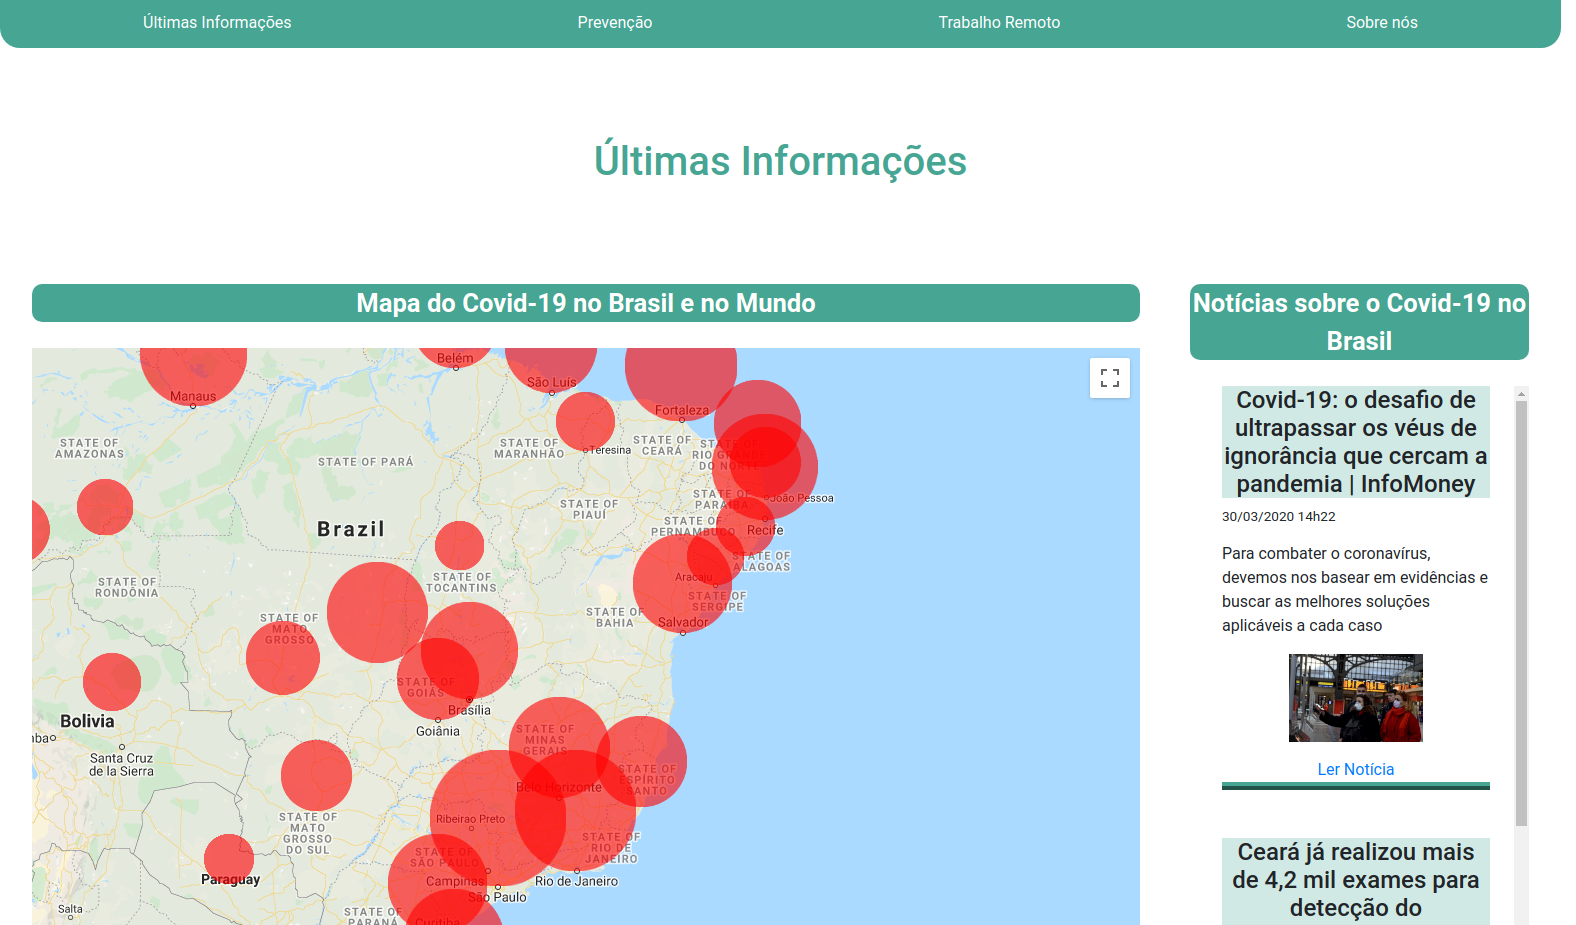 Últimas Informações
Prevenção
Trabalho Remoto
Sobre nós
Últimas Informações
Mapa do Covid-19 no Brasil e no Mundo
Belém
São Luís
Manaus
Fortaleza
STATE OF
AMAZONAS
STATE OF PARÁ
STATE OF
MARANHÃO
Teresina
STATE OF
CEARÁ
STATE OF
RIO GRANDE
DO NORTE
STATE OF
PARAÍBA
João Pessoa
STATE OF
PIAUÍ
STATE OF
PERNAMBUCO
Recife
Brazil
STATE OF
ALAGOAS
STATE OF
RONDÔNIA
STATE OF
TOCANTINS
Aracaju
STATE OF
SERGIPE
STATE OF
MATO
GROSSO
STATE OF
BAHIA
Salvador
STATE OF
GOIÁS
Brasília
Goiânia
Bolivia
ba
Santa Cruz
de la Sierra
STATE OF
MINAS
GERAIS
STATE OF
ESPÍRITO
SANTO
Belo Horizonte
STATE OF
MATO
GROSSO
DO SUL
Ribeirao Preto
STATE OF
RIO DE
JANEIRO
STATE OF
SÃO PAULO
Campinas
Rio de Janeiro
São Paulo
Paraguay
Salta
STATE OF
PARANÁ
Curitiba
Notícias sobre o Covid-19 no
Brasil
Covid-19: o desafio de
ultrapassar os véus de
ignorância que cercam a
pandemia | InfoMoney
30/03/2020 14h22
Para combater o coronavírus,
devemos nos basear em evidências e
buscar as melhores soluções
aplicáveis a cada caso
Ler Notícia
Ceará já realizou mais
de 4,2 mil exames para
detecção do